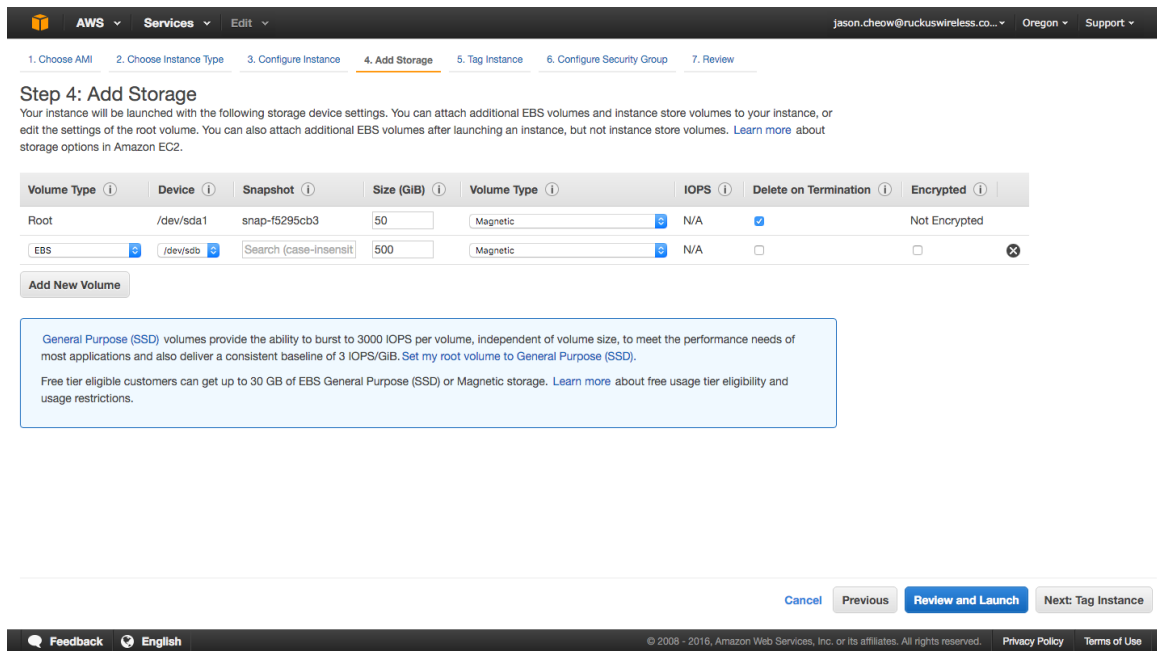 AWS Services Edit jason.cheow@ruckuswireless.co... Oregon Support
1. Choose AMI 2. Choose Instance Type 3. Configure Instance 4. Add Storage 5. Tag Instance 6. Configure Security Group 7. Review
Step 4: Add Storage
Your instance will be launched with the following storage device settings. You can attach additional EBS volumes and instance store volumes to your instance, or
edit the settings of the root volume. You can also attach additional EBS volumes after launching an instance, but not instance store volumes. Learn more about
storage options in Amazon EC2.
Volume Type Device Snapshot Size (GiB) Volume Type IOPS Delete on Termination Encrypted
Root /dev/sda1 snap-f5295cb3 50 Magnetic N/A Not Encrypted
EBS /dev/sdb Search (case-insensit 500 Magnetic N/A
Add New Volume
General Purpose (SSD) volumes provide the ability to burst to 3000 IOPS per volume, independent of volume size, to meet the performance needs of
most applications and also deliver a consistent baseline of 3 IOPS/GiB. Set my root volume to General Purpose (SSD).
Free tier eligible customers can get up to 30 GB of EBS General Purpose (SSD) or Magnetic storage. Learn more about free usage tier eligibility and
usage restrictions.
Cancel Previous Review and Launch Next: Tag Instance
Feedback English © 2008 - 2016, Amazon Web Services, Inc. or its affiliates. All rights reserved. Privacy Policy Terms of Use